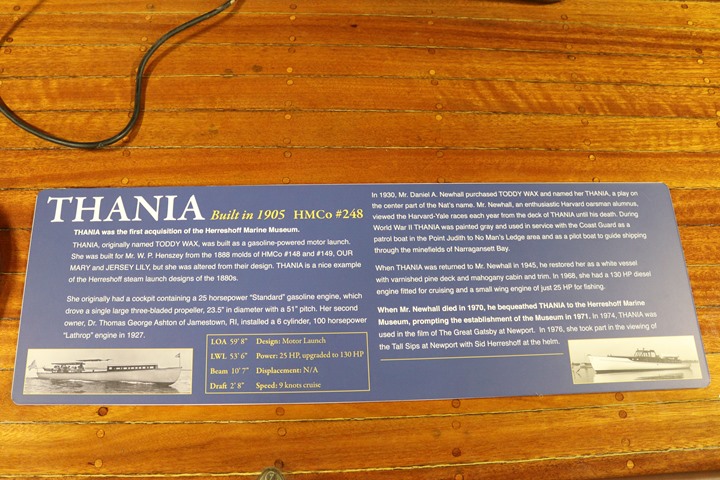 THANIA Built in 1905 HMCo #248
THANIA was the first acquisition of the Herreshoff Marine Museum.
THANIA, originally named TODDY WAX, was built as a gasoline-powered motor launch.
She was built for Mr. W. P. Henszey from the 1888 molds of HMCo #148 and #149, OUR
MARY and JERSEY LILY, but she was altered from their design. THANIA is a nice example
of the Herreshoff steam launch designs of the 1880s.
She originally had a cockpit containing a 25 horsepower "Standard" gasoline engine, which
drove a single large three-bladed propeller, 23.5" in diameter with a 51" pitch. Her second
owner, Dr. Thomas George Ashton of Jamestown, RI, installed a 6 cylinder, 100 horsepower
"Lathrop" engine in 1927.
LOA 59' 8" Design: Motor Launch
LWL 53' 6" Power: 25 HP, upgraded to 130 HP
Beam 10' 7" Displacement: N/A
Draft 2' 8" Speed: 9 knots cruise
In 1930, Mr. Daniel A. Newhall purchased TODDY WAX and named her THANIA, a play on
the center part of the Nat's name. Mr. Newhall, an enthusiastic Harvard oarsman alumnus,
viewed the Harvard-Yale races each year from the deck of THANIA until his death. During
World War II THANIA was painted gray and used in service with the Coast Guard as a
patrol boat in the Point Judith to No Man's Ledge area and as a pilot boat to guide shipping
through the minefields of Narragansett Bay.
When THANIA was returned to Mr. Newhall in 1945, he restored her as a white vessel
with varnished pine deck and mahogany cabin and trim. In 1968, she had a 130 HP diesel
engine fitted for cruising and a small wing engine of just 25 HP for fishing.
When Mr. Newhall died in 1970, he bequeathed THANIA to the Herreshoff Marine
Museum, prompting the establishment of the Museum in 1971. In 1974, THANIA was
used in the film of The Great Gatsby at Newport. In 1976, she took part in the viewing of
the Tall Sips at Newport with Sid Herreshoff at the helm.